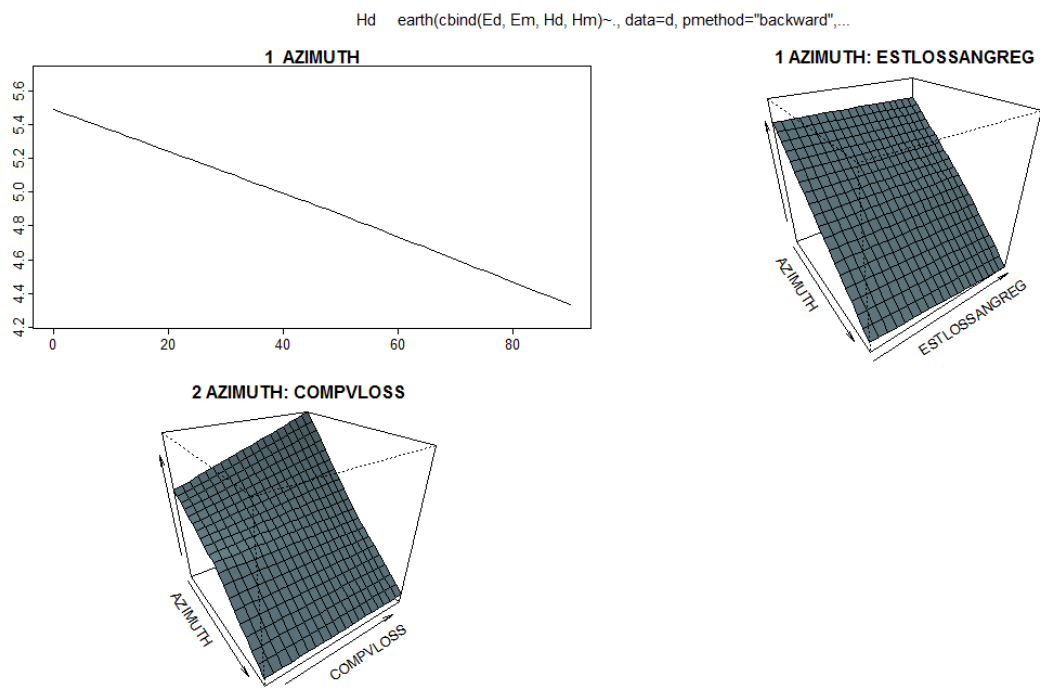 Hd earth(cbind(Ed, Em, Hd, Hm)~., data=d, pmethod="backward",...
1 AZIMUTH
5.6
5.4
5.2
5.0
4.8
4.6
4.4
4.2
0 20 40 60 80
1 AZIMUTH: ESTLOSSANGREG
AZIMUTH
ESTLOSSANGREG
2 AZIMUTH: COMPVLOSS
AZIMUTH
COMPVLOSS